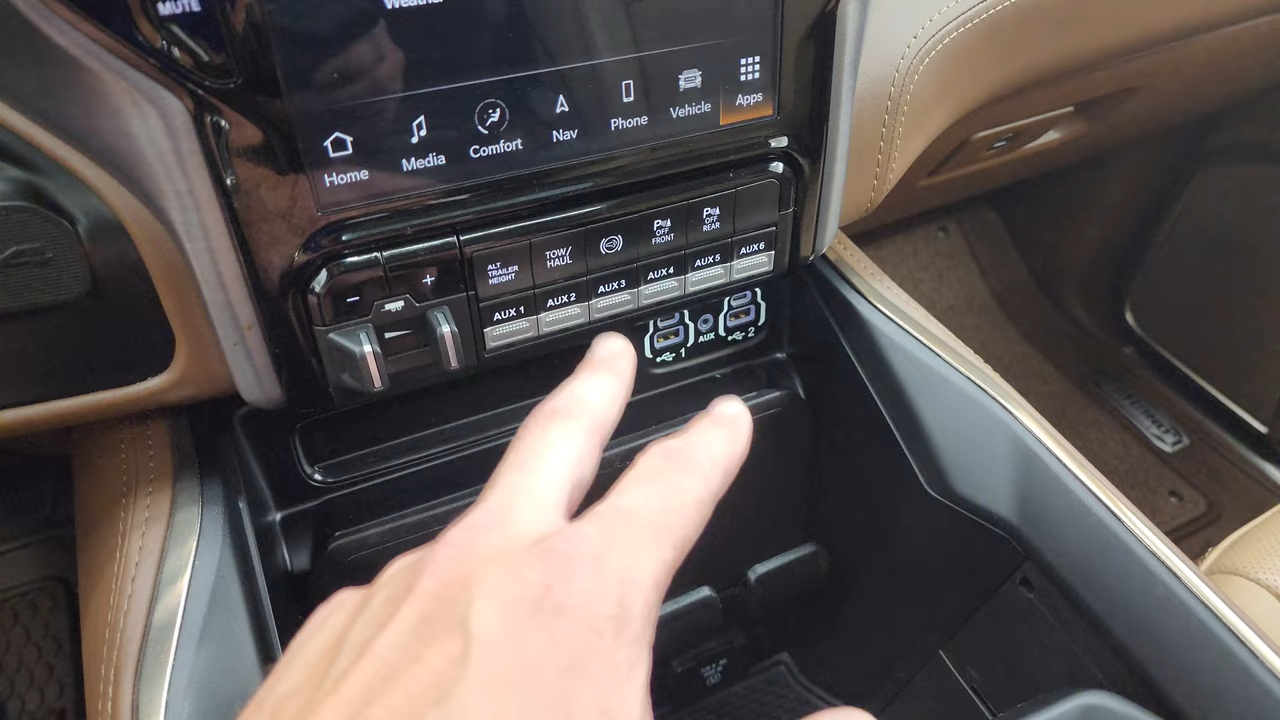 MUTE
Weather
Home
Media
Comfort
Nav
Phone
Vehicle
Apps
ALT
TRAILER
HEIGHT
TOW/
HAUL
P
OFF
FRONT
P
OFF
REAR
− +
AUX 1
AUX 2
AUX 3
AUX 4
AUX 5
AUX 6
1
AUX
2